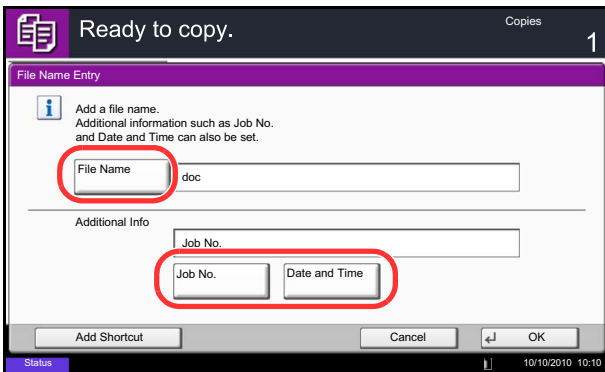 Ready to copy.
Copies
1
File Name Entry
i
Add a file name.
Additional information such as Job No.
and Date and Time can also be set.
File Name
doc
Additional Info
Job No.
Job No.
Date and Time
Add Shortcut
Cancel
OK
Status
10/10/2010 10:10